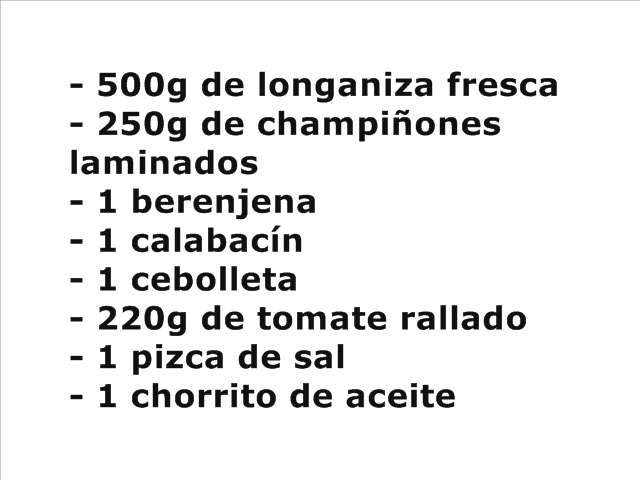 - 500g de longaniza fresca
- 250g de champiñones
laminados
- 1 berenjena
- 1 calabacín
- 1 cebolleta
- 220g de tomate rallado
- 1 pizca de sal
- 1 chorrito de aceite